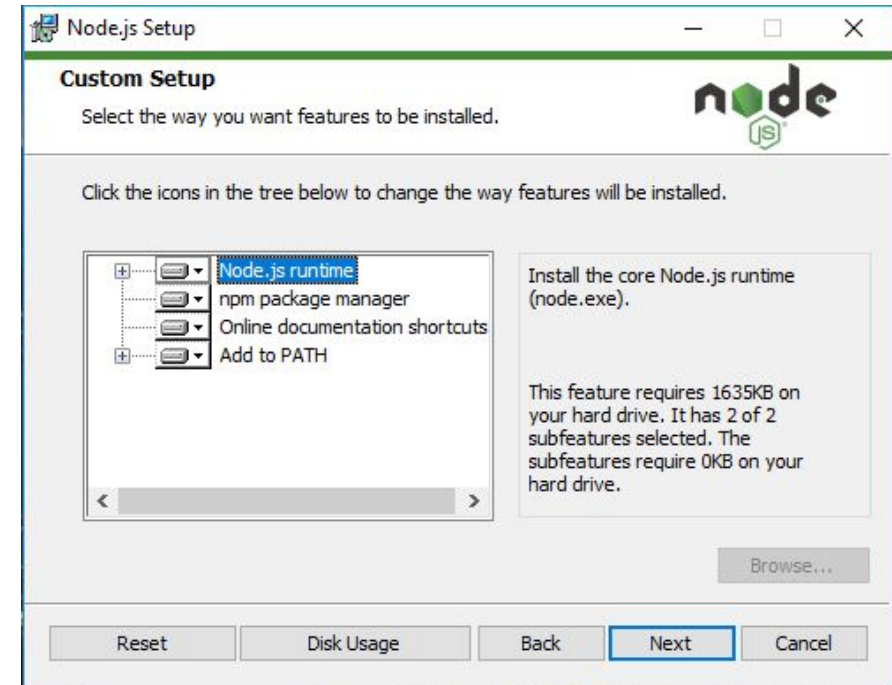 Node.js Setup
Custom Setup
Select the way you want features to be installed.
node
JS
Click the icons in the tree below to change the way features will be installed.
Node.js runtime
npm package manager
Online documentation shortcuts
Add to PATH
Install the core Node.js runtime
(node.exe).
This feature requires 1635KB on
your hard drive. It has 2 of 2
subfeatures selected. The
subfeatures require 0KB on your
hard drive.
Browse...
Reset
Disk Usage
Back
Next
Cancel